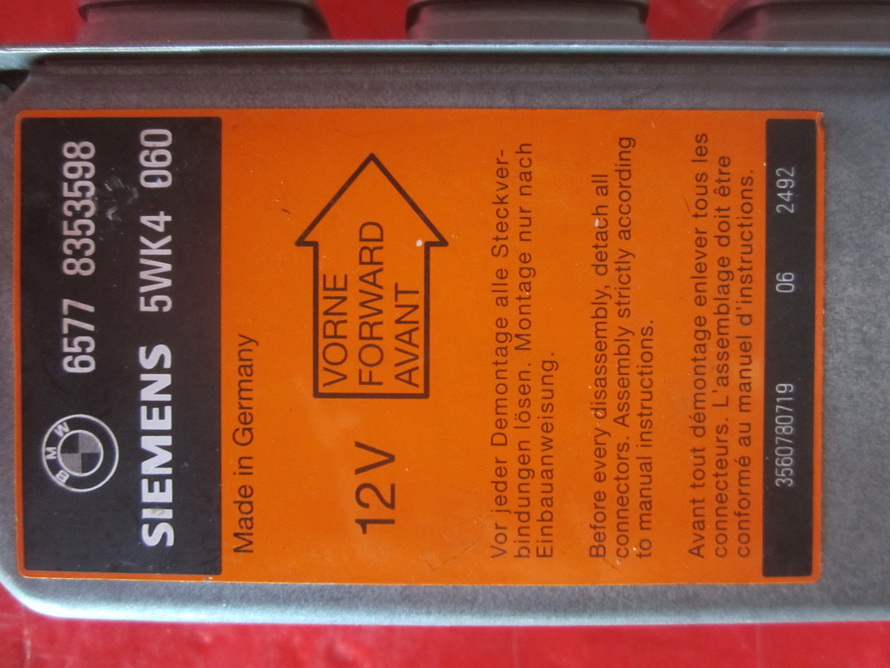 BMW
6577 8353598
SIEMENS 5WK4 060
Made in Germany
12V
VORNE
FORWARD
AVANT
Vor jeder Demontage alle Steckver-
bindungen lösen. Montage nur nach
Einbauanweisung.
Before every disassembly, detach all
connectors. Assembly strictly according
to manual instructions.
Avant tout démontage enlever tous les
connecteurs. L'assemblage doit être
conformé au manuel d'instructions.
3560780719 06 2492